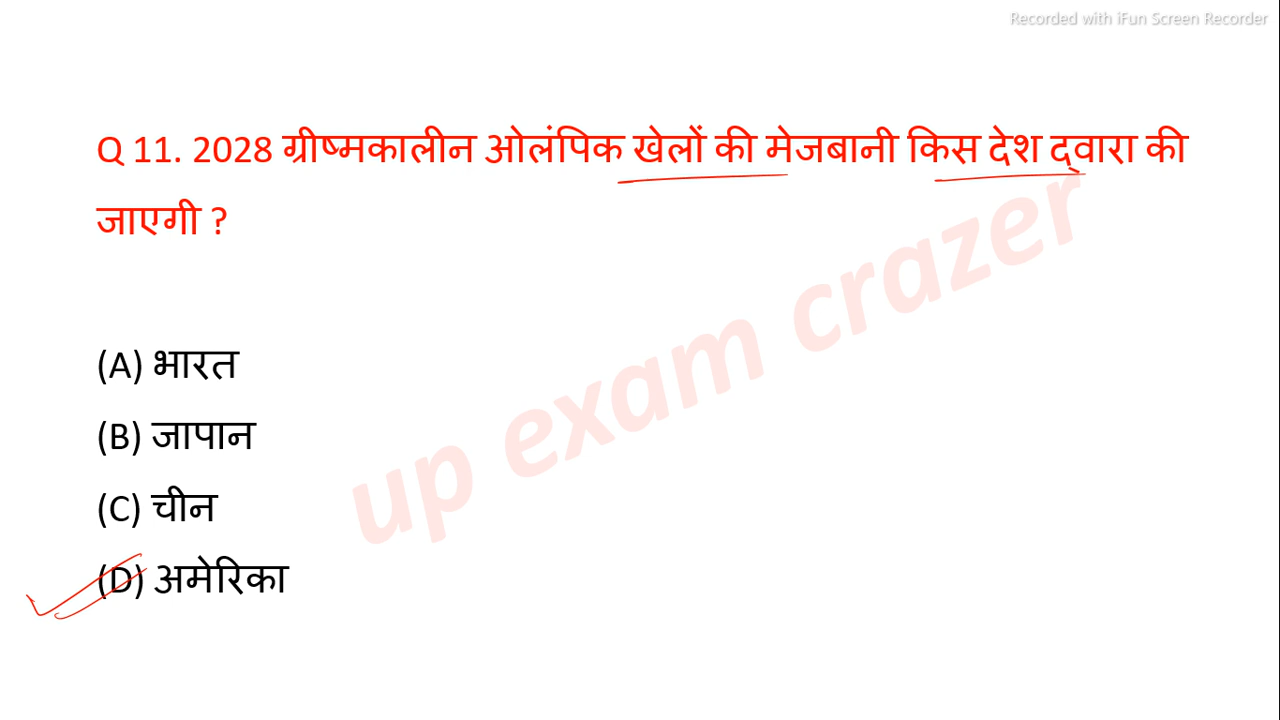 Recorded with iFun Screen Recorder
Q 11. 2028 ग्रीष्मकालीन ओलंपिक खेलों की मेजबानी किस देश द्वारा की
जाएगी ?
(A) भारत
(B) जापान
(C) चीन
(D) अमेरिका
up exam crazer